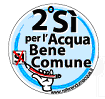 2° Sì
per l'Acqua
Bene
Comune
Sì